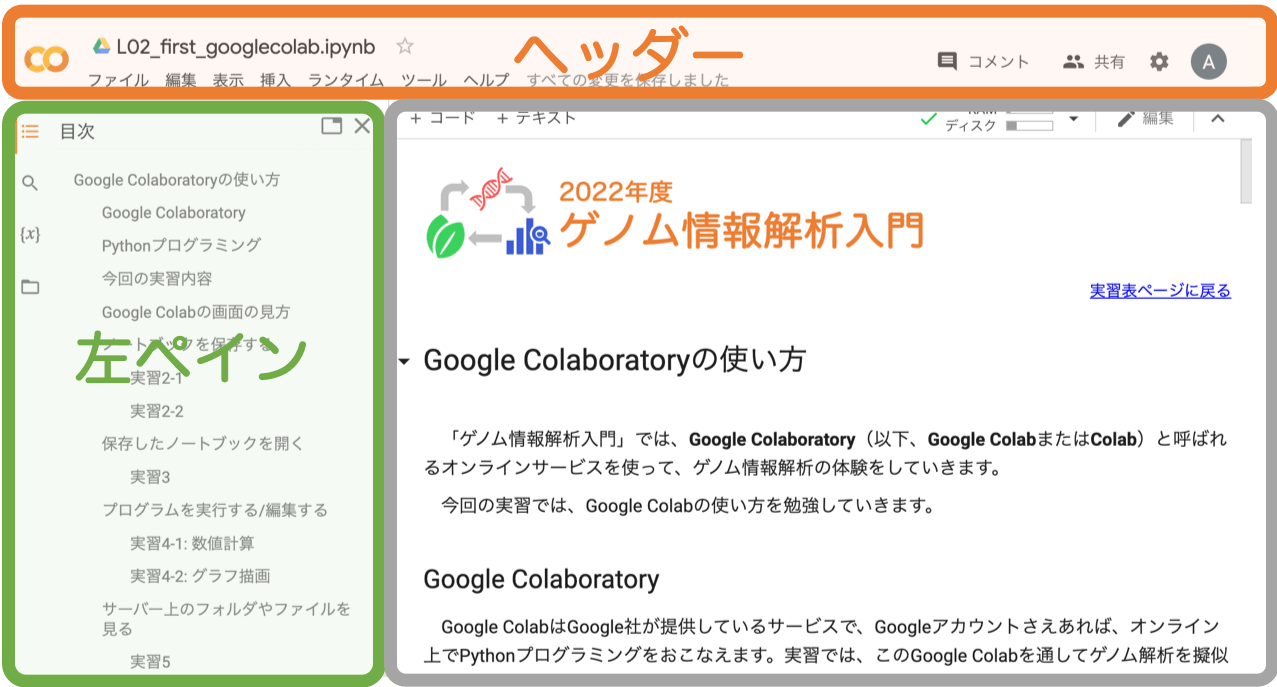 L02_first_googlecolab.ipynb
ヘッダー
ファイル 編集 表示 挿入 ランタイム ツール ヘルプ すべての変更を保存しました
コメント 共有 A
目次
Google Colaboratoryの使い方
Google Colaboratory
Pythonプログラミング
今回の実習内容
Google Colabの画面の見方
ノートブックを保存する
左ペイン
実習2-1
実習2-2
保存したノートブックを開く
実習3
プログラムを実行する/編集する
実習4-1: 数値計算
実習4-2: グラフ描画
サーバー上のフォルダやファイルを
見る
実習5
+ コード + テキスト
RAM
ディスク
編集
2022年度
ゲノム情報解析入門
実習表ページに戻る
Google Colaboratoryの使い方
「ゲノム情報解析入門」では、Google Colaboratory（以下、Google ColabまたはColab）と呼ばれ
るオンラインサービスを使って、ゲノム情報解析の体験をしていきます。
今回の実習では、Google Colabの使い方を勉強していきます。
Google Colaboratory
Google ColabはGoogle社が提供しているサービスで、Googleアカウントさえあれば、オンライン
上でPythonプログラミングをおこなえます。実習では、このGoogle Colabを通してゲノム解析を擬似